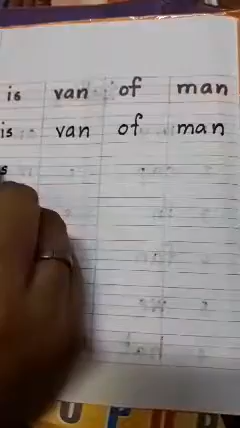 is van of man
is van of man
s